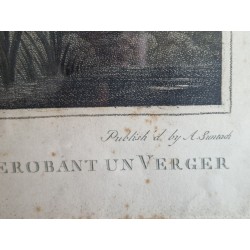 Publish'd. by A. Suntach
EROBANT UN VERGER